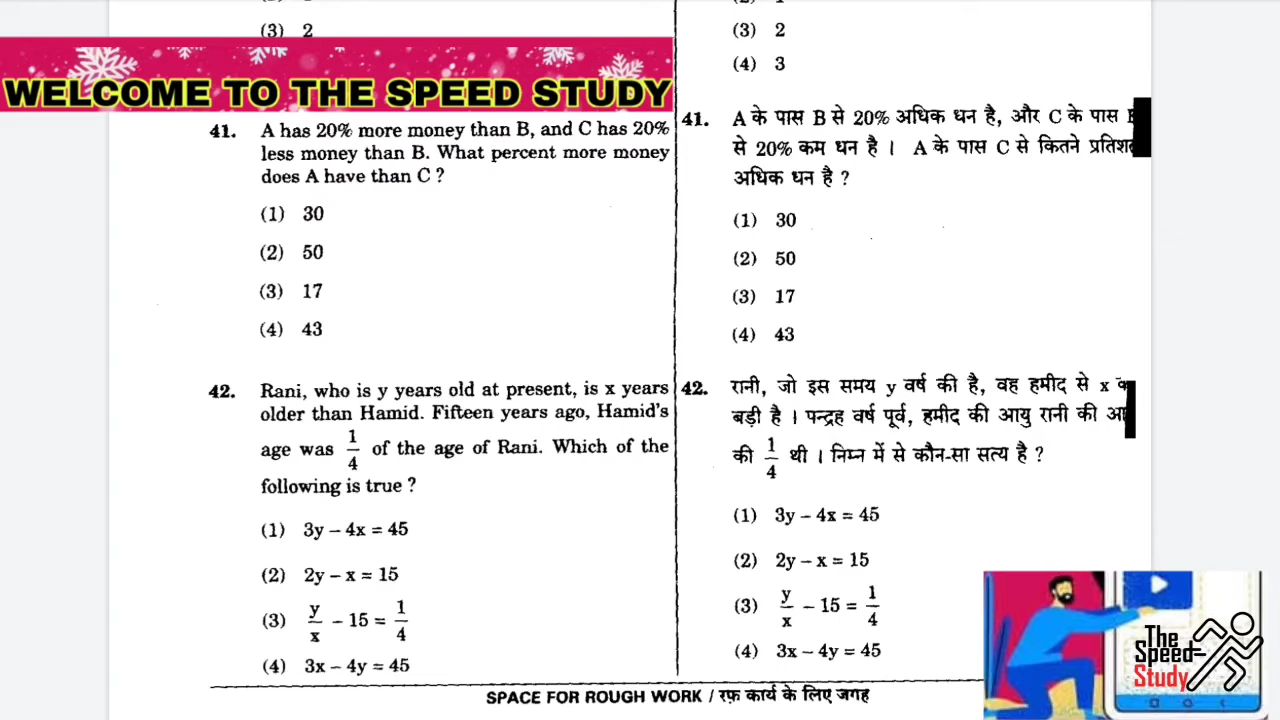 (3) 2
WELCOME TO THE SPEED STUDY
41. A has 20% more money than B, and C has 20%
less money than B. What percent more money
does A have than C ?
(1) 30
(2) 50
(3) 17
(4) 43
42. Rani, who is y years old at present, is x years
older than Hamid. Fifteen years ago, Hamid's
age was 1/4 of the age of Rani. Which of the
following is true ?
(1) 3y – 4x = 45
(2) 2y – x = 15
(3) y/x – 15 = 1/4
(4) 3x – 4y = 45
(3) 2
(4) 3
41. A के पास B से 20% अधिक धन है, और C के पास
से 20% कम धन है । A के पास C से कितने
अधिक धन है ?
(1) 30
(2) 50
(3) 17
(4) 43
42. रानी, जो इस समय y वर्ष की है, वह हमीद से x
बड़ी है । पन्द्रह वर्ष पूर्व, हमीद की आयु रानी की
की 1/4 थी । निम्न में से कौन-सा सत्य है ?
(1) 3y – 4x = 45
(2) 2y – x = 15
(3) y/x – 15 = 1/4
(4) 3x – 4y = 45
SPACE FOR ROUGH WORK / रफ़ कार्य के लिए जगह
The
Speed
Study